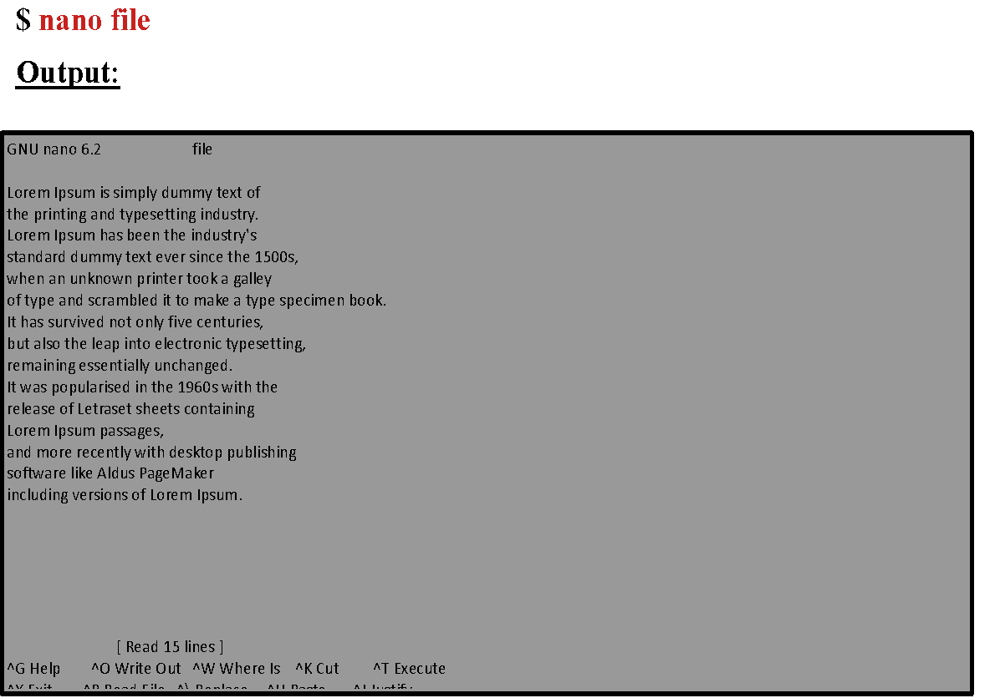 $ nano file
Output:
GNU nano 6.2 file
Lorem Ipsum is simply dummy text of
the printing and typesetting industry.
Lorem Ipsum has been the industry's
standard dummy text ever since the 1500s,
when an unknown printer took a galley
of type and scrambled it to make a type specimen book.
It has survived not only five centuries,
but also the leap into electronic typesetting,
remaining essentially unchanged.
It was popularised in the 1960s with the
release of Letraset sheets containing
Lorem Ipsum passages,
and more recently with desktop publishing
software like Aldus PageMaker
including versions of Lorem Ipsum.
[ Read 15 lines ]
^G Help ^O Write Out ^W Where Is ^K Cut ^T Execute
^X Exit ^R Read File ^\ Replace ^U Paste ^J Justify